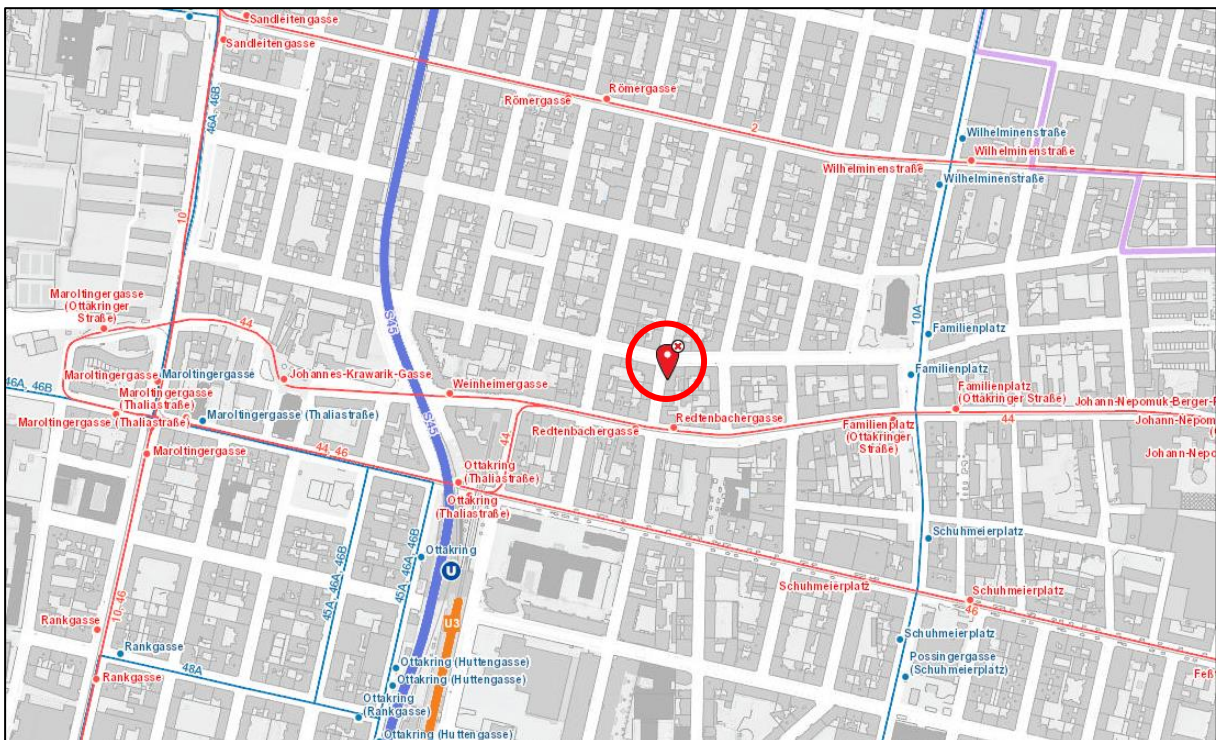 Sandleitengasse
Sandleitengasse
46A, 46B
Römergasse
2
Wilhelminenstraße
Wilhelminenstraße
Wilhelminenstraße
Wilhelminenstraße
10
S45
10A
Maroltingergasse
(Ottakringer
Straße)
44
Familienplatz
Familienplatz
Johannes-Krawarik-Gasse
Weinheimergasse
46A, 46B
Maroltingergasse
Maroltingergasse
Maroltingergasse
(Thaliastraße)
Maroltingergasse (Thaliastraße)
Maroltingergasse (Thaliastraße)
Maroltingergasse
S45
44
Redtenbachergasse
Redtenbachergasse
Familienplatz
(Ottakringer Straße)
Familienplatz
(Ottakringer
Straße)
44
Johann-Nepomuk-Berger-P
Johann-Nepom
(
Johann-Nepo
44, 46
Ottakring
(Thaliastraße)
Ottakring
(Thaliastraße)
45A, 46A, 46B
45A, 46A, 46B
Ottakring
U
U3
Schuhmeierplatz
Schuhmeierplatz
Schuhmeierplatz
46
Schuhmeierplatz
Possingergasse
(Schuhmeierplatz)
Feßt
10, 46
Rankgasse
Rankgasse
Rankgasse
48A
Ottakring (Huttengasse)
Ottakring (Huttengasse)
Ottakring
(Rankgasse)
Ottakring (Huttengasse)